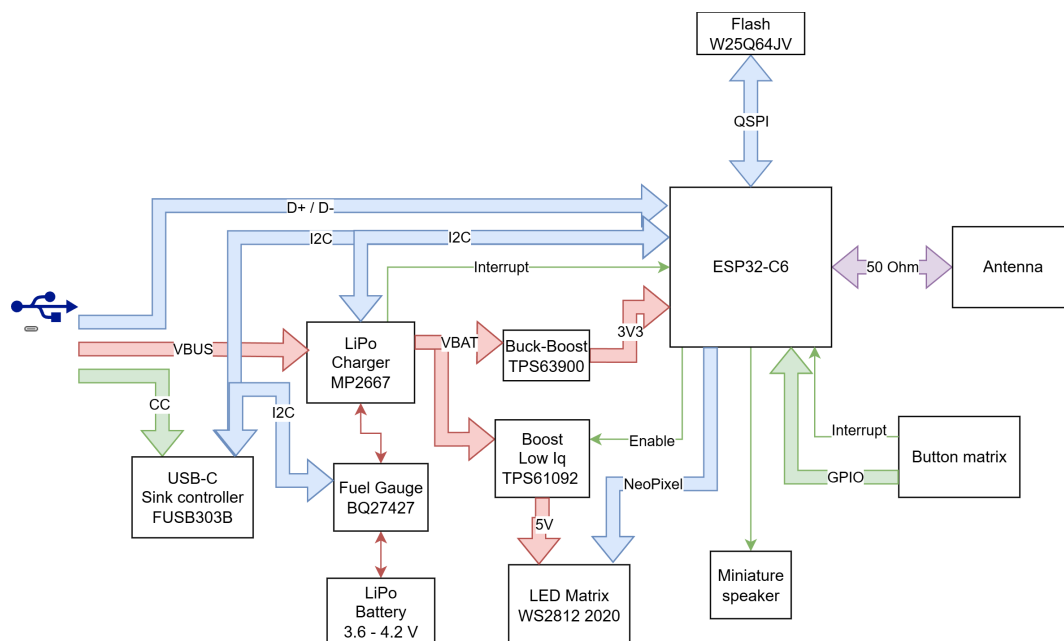 Flash
W25Q64JV
QSPI
D+ / D-
I2C
I2C
Interrupt
ESP32-C6
50 Ohm
Antenna
VBUS
LiPo
Charger
MP2667
VBAT
Buck-Boost
TPS63900
3V3
CC
I2C
USB-C
Sink controller
FUSB303B
Fuel Gauge
BQ27427
Boost
Low Iq
TPS61092
Enable
NeoPixel
Interrupt
GPIO
Button matrix
5V
LiPo
Battery
3.6 - 4.2 V
LED Matrix
WS2812 2020
Miniature
speaker